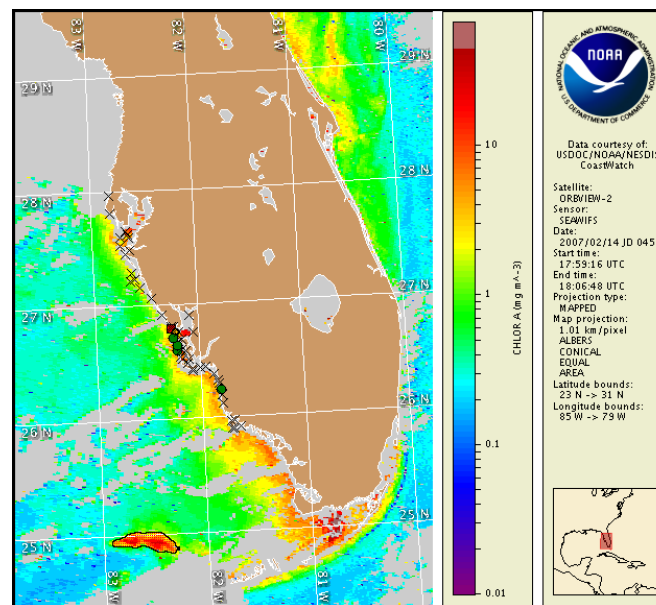 83 W
82 W
81 W
80 W
29 N
29 N
28 N
28 N
27 N
27 N
26 N
26 N
25 N
25 N
83 W
82 W
81 W
10
1
0.1
0.01
CHLOR A (mg m^-3)
NATIONAL OCEANIC AND ATMOSPHERIC ADMINISTRATION
NOAA
U.S. DEPARTMENT OF COMMERCE
Data courtesy of:
USDOC/NOAA/NESDIS
CoastWatch
Satellite:
ORBVIEW-2
Sensor:
SEAWIFS
Date:
2007/02/14 JD 045
Start time:
17:59:16 UTC
End time:
18:06:48 UTC
Projection type:
MAPPED
Map projection:
1.01 km/pixel
ALBERS
CONICAL
EQUAL
AREA
Latitude bounds:
23 N -> 31 N
Longitude bounds:
85 W -> 79 W